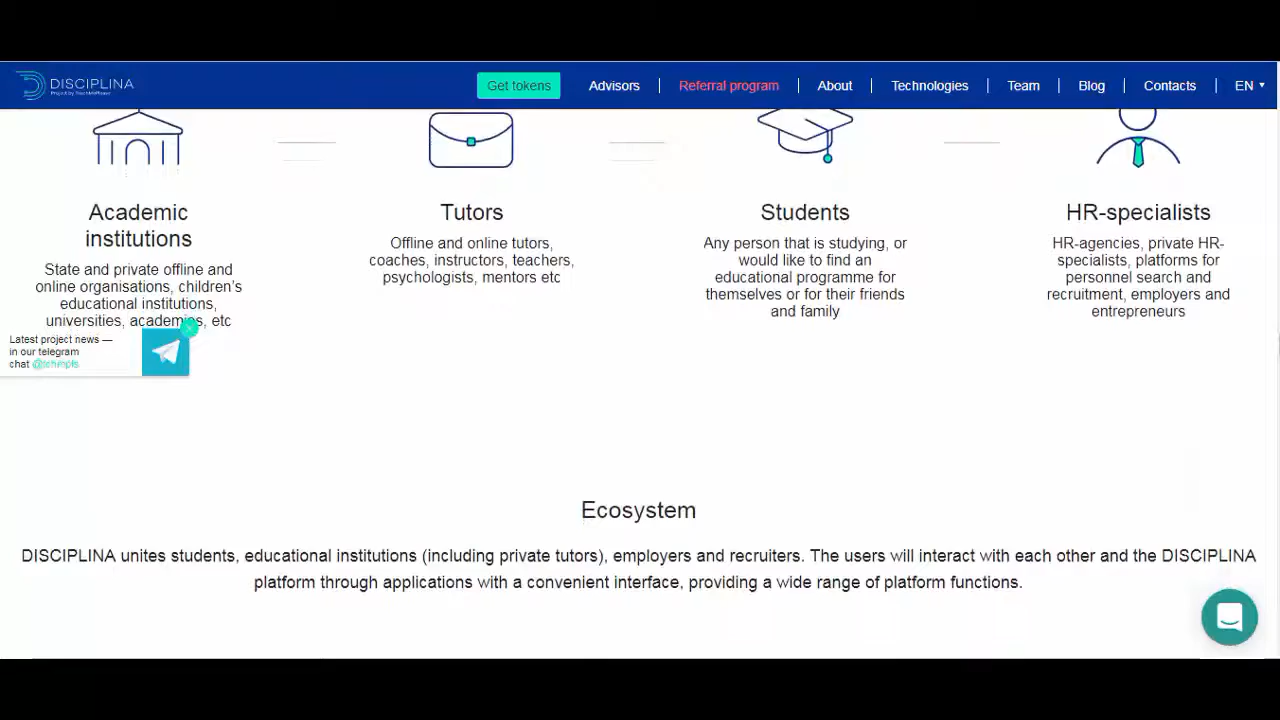 DISCIPLINA
Get tokens
Advisors
Referral program
About
Technologies
Team
Blog
Contacts
EN
Academic
institutions
State and private offline and
online organisations, children's
educational institutions,
universities, academies, etc
Tutors
Offline and online tutors,
coaches, instructors, teachers,
psychologists, mentors etc
Students
Any person that is studying, or
would like to find an
educational programme for
themselves or for their friends
and family
HR-specialists
HR-agencies, private HR-
specialists, platforms for
personnel search and
recruitment, employers and
entrepreneurs
Latest project news —
in our telegram
chat
Ecosystem
DISCIPLINA unites students, educational institutions (including private tutors), employers and recruiters. The users will interact with each other and the DISCIPLINA
platform through applications with a convenient interface, providing a wide range of platform functions.